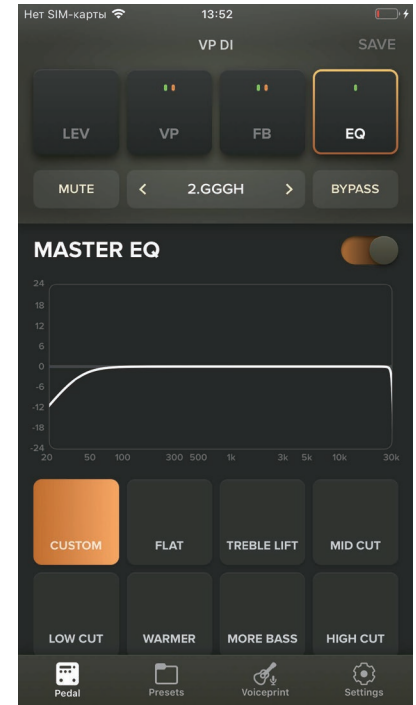 Нет SIM-карты 13:52
VP DI SAVE
LEV VP FB EQ
MUTE < 2.GGGH > BYPASS
MASTER EQ
24
18
12
6
0
-6
-12
-18
-24
20 50 100 300 500 1k 3k 5k 10k 30k
CUSTOM FLAT TREBLE LIFT MID CUT
LOW CUT WARMER MORE BASS HIGH CUT
Pedal Presets Voiceprint Settings